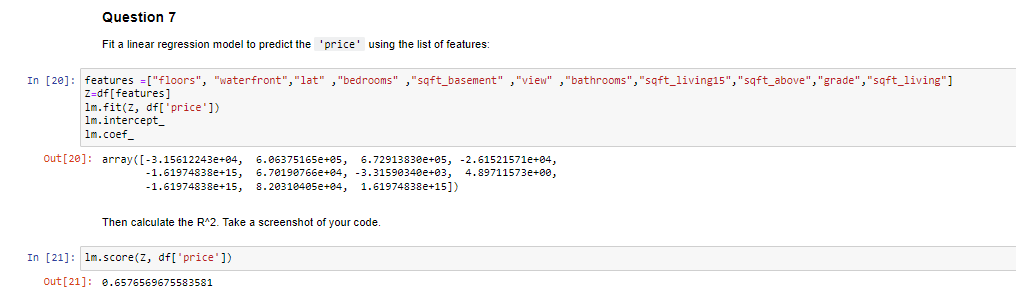 Question 7
Fit a linear regression model to predict the 'price' using the list of features:
In [20]: features =["floors", "waterfront","lat" ,"bedrooms" ,"sqft_basement" ,"view" ,"bathrooms","sqft_living15","sqft_above","grade","sqft_living"]
Z=df[features]
lm.fit(Z, df['price'])
lm.intercept_
lm.coef_
Out[20]: array([-3.15612243e+04, 6.06375165e+05, 6.72913830e+05, -2.61521571e+04,
-1.61974838e+15, 6.70190766e+04, -3.31590340e+03, 4.89711573e+00,
-1.61974838e+15, 8.20310405e+04, 1.61974838e+15])
Then calculate the R^2. Take a screenshot of your code.
In [21]: lm.score(Z, df['price'])
Out[21]: 0.6576569675583581